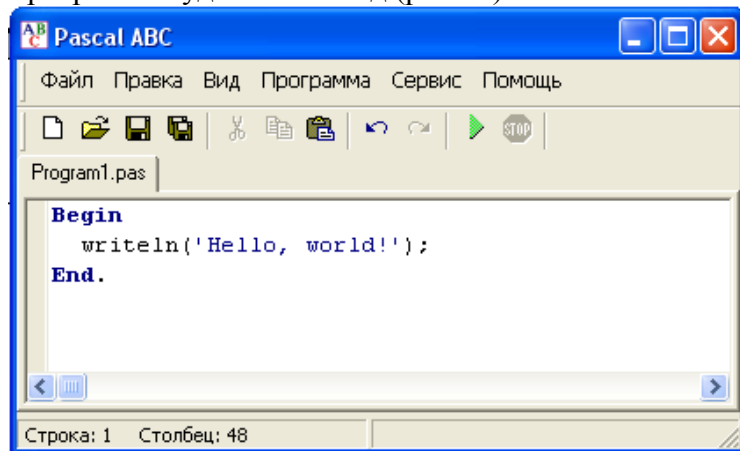 Pascal ABC
Файл Правка Вид Программа Сервис Помощь
STOP
Program1.pas
Begin
writeln('Hello, world!');
End.
Строка: 1 Столбец: 48